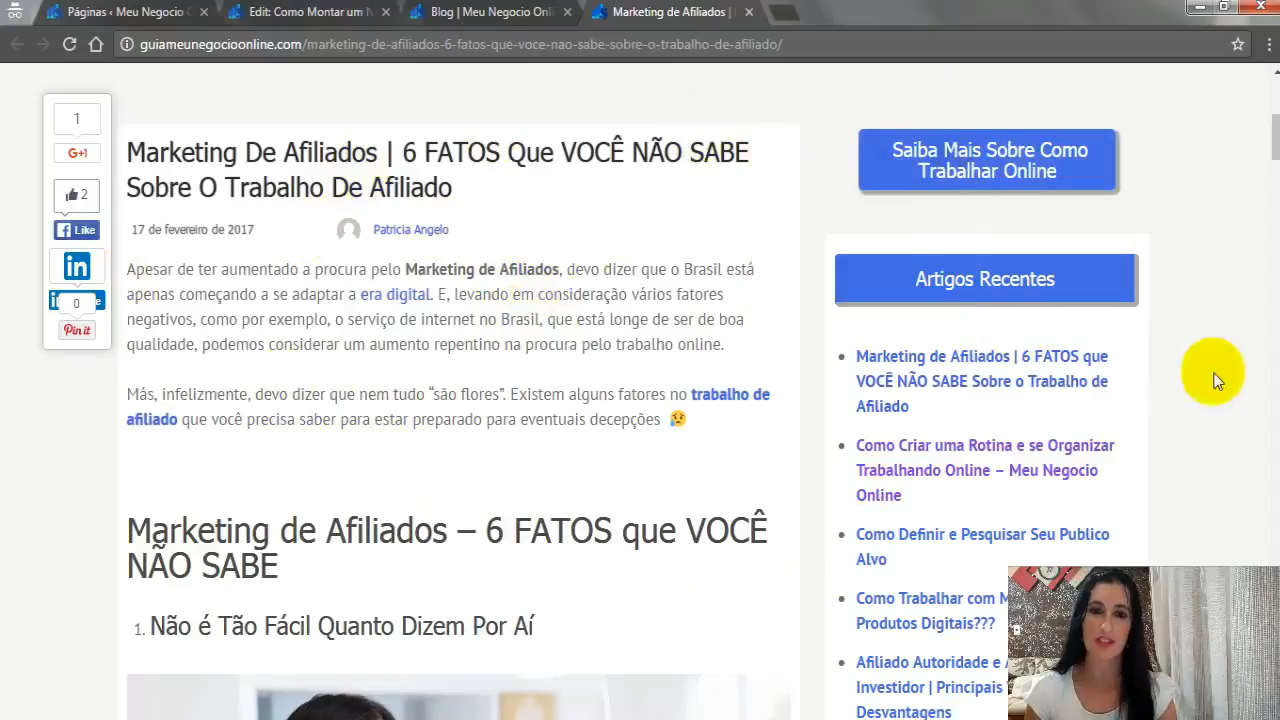 Páginas ‹ Meu Negocio
Edit: Como Montar um
Blog | Meu Negocio Onl
Marketing de Afiliados |
guiameunegocioonline.com/marketing-de-afiliados-6-fatos-que-voce-nao-sabe-sobre-o-trabalho-de-afiliado/
1
G+1
2
Like
in
0
Pin it
Marketing De Afiliados | 6 FATOS Que VOCÊ NÃO SABE
Sobre O Trabalho De Afiliado
17 de fevereiro de 2017
Patricia Angelo
Apesar de ter aumentado a procura pelo Marketing de Afiliados, devo dizer que o Brasil está
apenas começando a se adaptar a era digital. E, levando em consideração vários fatores
negativos, como por exemplo, o serviço de internet no Brasil, que está longe de ser de boa
qualidade, podemos considerar um aumento repentino na procura pelo trabalho online.
Más, infelizmente, devo dizer que nem tudo “são flores”. Existem alguns fatores no trabalho de
afiliado que você precisa saber para estar preparado para eventuais decepções 😥
Marketing de Afiliados – 6 FATOS que VOCÊ
NÃO SABE
1. Não é Tão Fácil Quanto Dizem Por Aí
Saiba Mais Sobre Como
Trabalhar Online
Artigos Recentes
Marketing de Afiliados | 6 FATOS que
VOCÊ NÃO SABE Sobre o Trabalho de
Afiliado
Como Criar uma Rotina e se Organizar
Trabalhando Online – Meu Negocio
Online
Como Definir e Pesquisar Seu Publico
Alvo
Como Trabalhar com
Produtos Digitais???
Afiliado Autoridade e
Investidor | Principais
Desvantagens